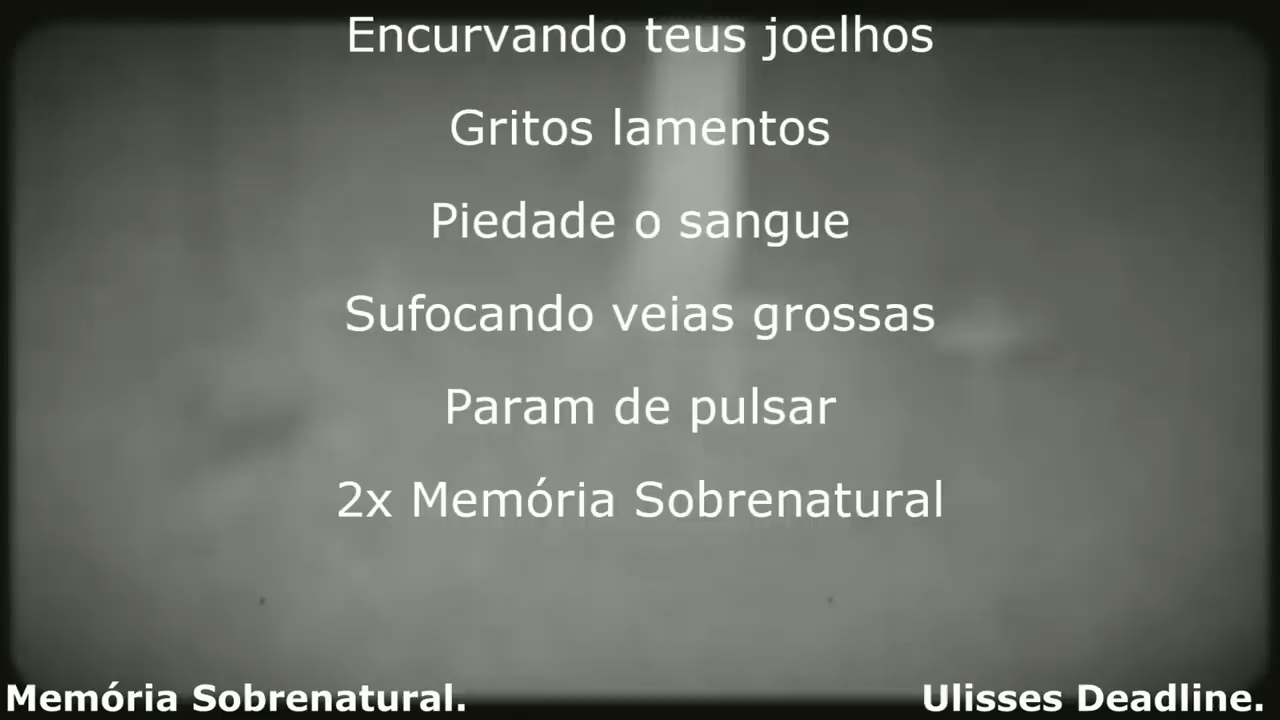 Encurvando teus joelhos
Gritos lamentos
Piedade o sangue
Sufocando veias grossas
Param de pulsar
2x Memória Sobrenatural
Memória Sobrenatural.
Ulisses Deadline.